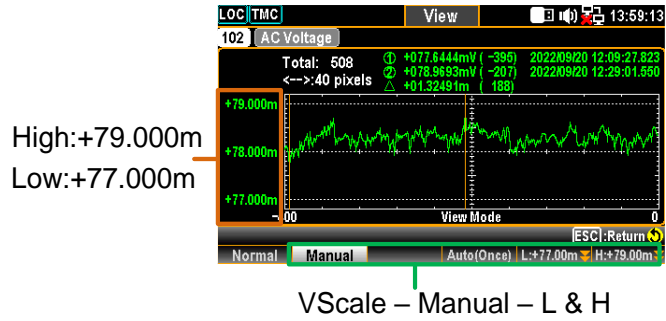 LOC TMC View 13:59:13
102 AC Voltage
Total: 508 ① +077.6444mV ( -395) 2022/09/20 12:09:27.823
<-->:40 pixels ② +078.9693mV ( -207) 2022/09/20 12:29:01.550
△ +01.32491m ( 188)
+79.000m
High:+79.000m
+78.000m
Low:+77.000m
+77.000m
View Mode 0
ESC:Return
Normal Manual Auto(Once) L:+77.00m H:+79.00m
VScale – Manual – L & H